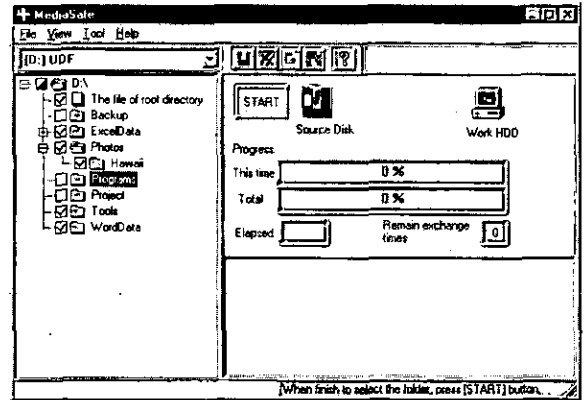 MediaSafe
File View Tool Help
[D:] UDF
D:\
The file of root directory
Backup
ExcelData
Photos
Hawaii
Programs
Project
Tools
WordData
START
Source Disk
Work HDD
Progress
This time 0 %
Total 0 %
Elapsed
Remain exchange
times 0
When finish to select the folder, press [START] button.